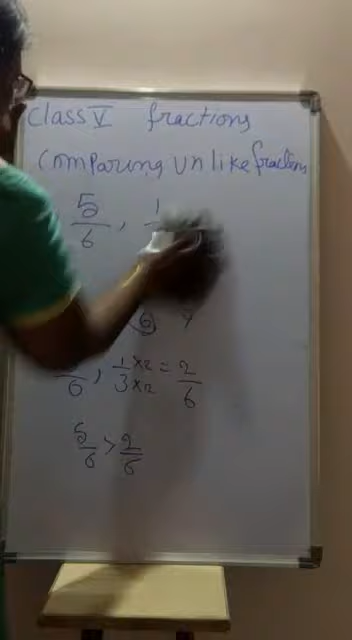 Class V fractions
Comparing Unlike fractions
5/6, 1
6 9
6, 1/3 ×2 ×2 = 2/6
5/6 > 2/6